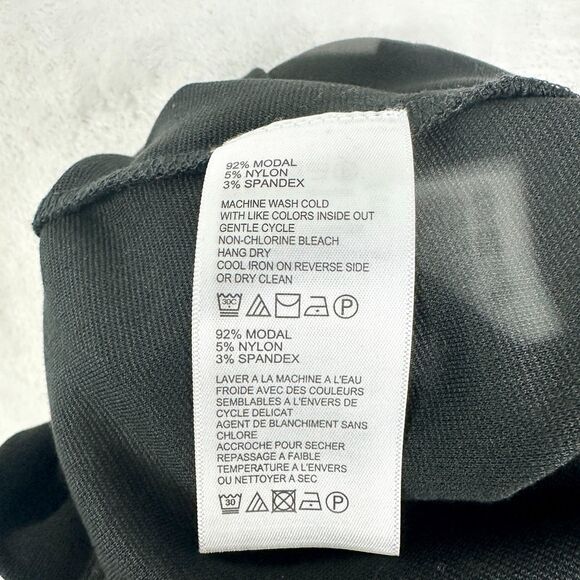 92% MODAL
5% NYLON
3% SPANDEX
MACHINE WASH COLD
WITH LIKE COLORS INSIDE OUT
GENTLE CYCLE
NON-CHLORINE BLEACH
HANG DRY
COOL IRON ON REVERSE SIDE
OR DRY CLEAN
30C P
92% MODAL
5% NYLON
3% SPANDEX
LAVER A LA MACHINE A L'EAU
FROIDE AVEC DES COULEURS
SEMBLABLES A L'ENVERS DE
CYCLE DELICAT
AGENT DE BLANCHIMENT SANS
CHLORE
ACCROCHE POUR SECHER
REPASSAGE A FAIBLE
TEMPERATURE A L'ENVERS
OU NETTOYER A SEC
30 P